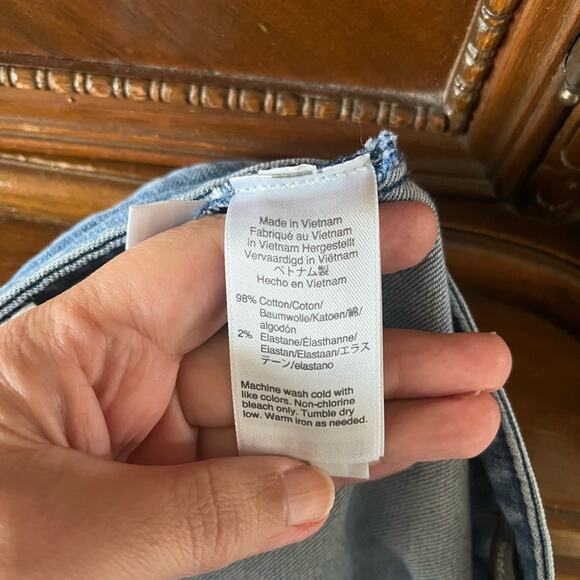 Made in Vietnam
Fabriqué au Vietnam
in Vietnam Hergestellt
Vervaardigd in Viëtnam
ベトナム製
Hecho en Vietnam
98% Cotton/Coton/
Baumwolle/Katoen/綿/
algodón
2% Elastane/Élasthanne/
Elastan/Elastaan/エラス
テーン/elastano
Machine wash cold with
like colors. Non-chlorine
bleach only. Tumble dry
low. Warm iron as needed.